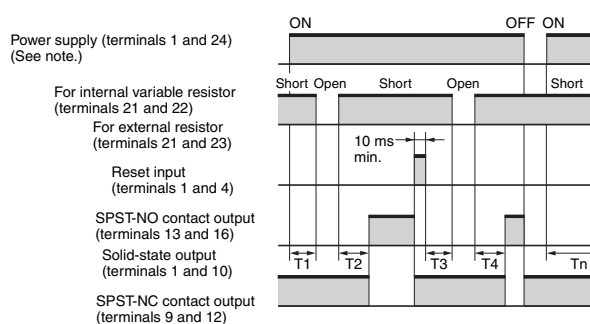 ON
OFF ON
Power supply (terminals 1 and 24)
(See note.)
Short Open Short Open Short
For internal variable resistor
(terminals 21 and 22)
For external resistor
(terminals 21 and 23)
10 ms
min.
Reset input
(terminals 1 and 4)
SPST-NO contact output
(terminals 13 and 16)
Solid-state output
(terminals 1 and 10)
T1 T2 T3 T4 Tn
SPST-NC contact output
(terminals 9 and 12)